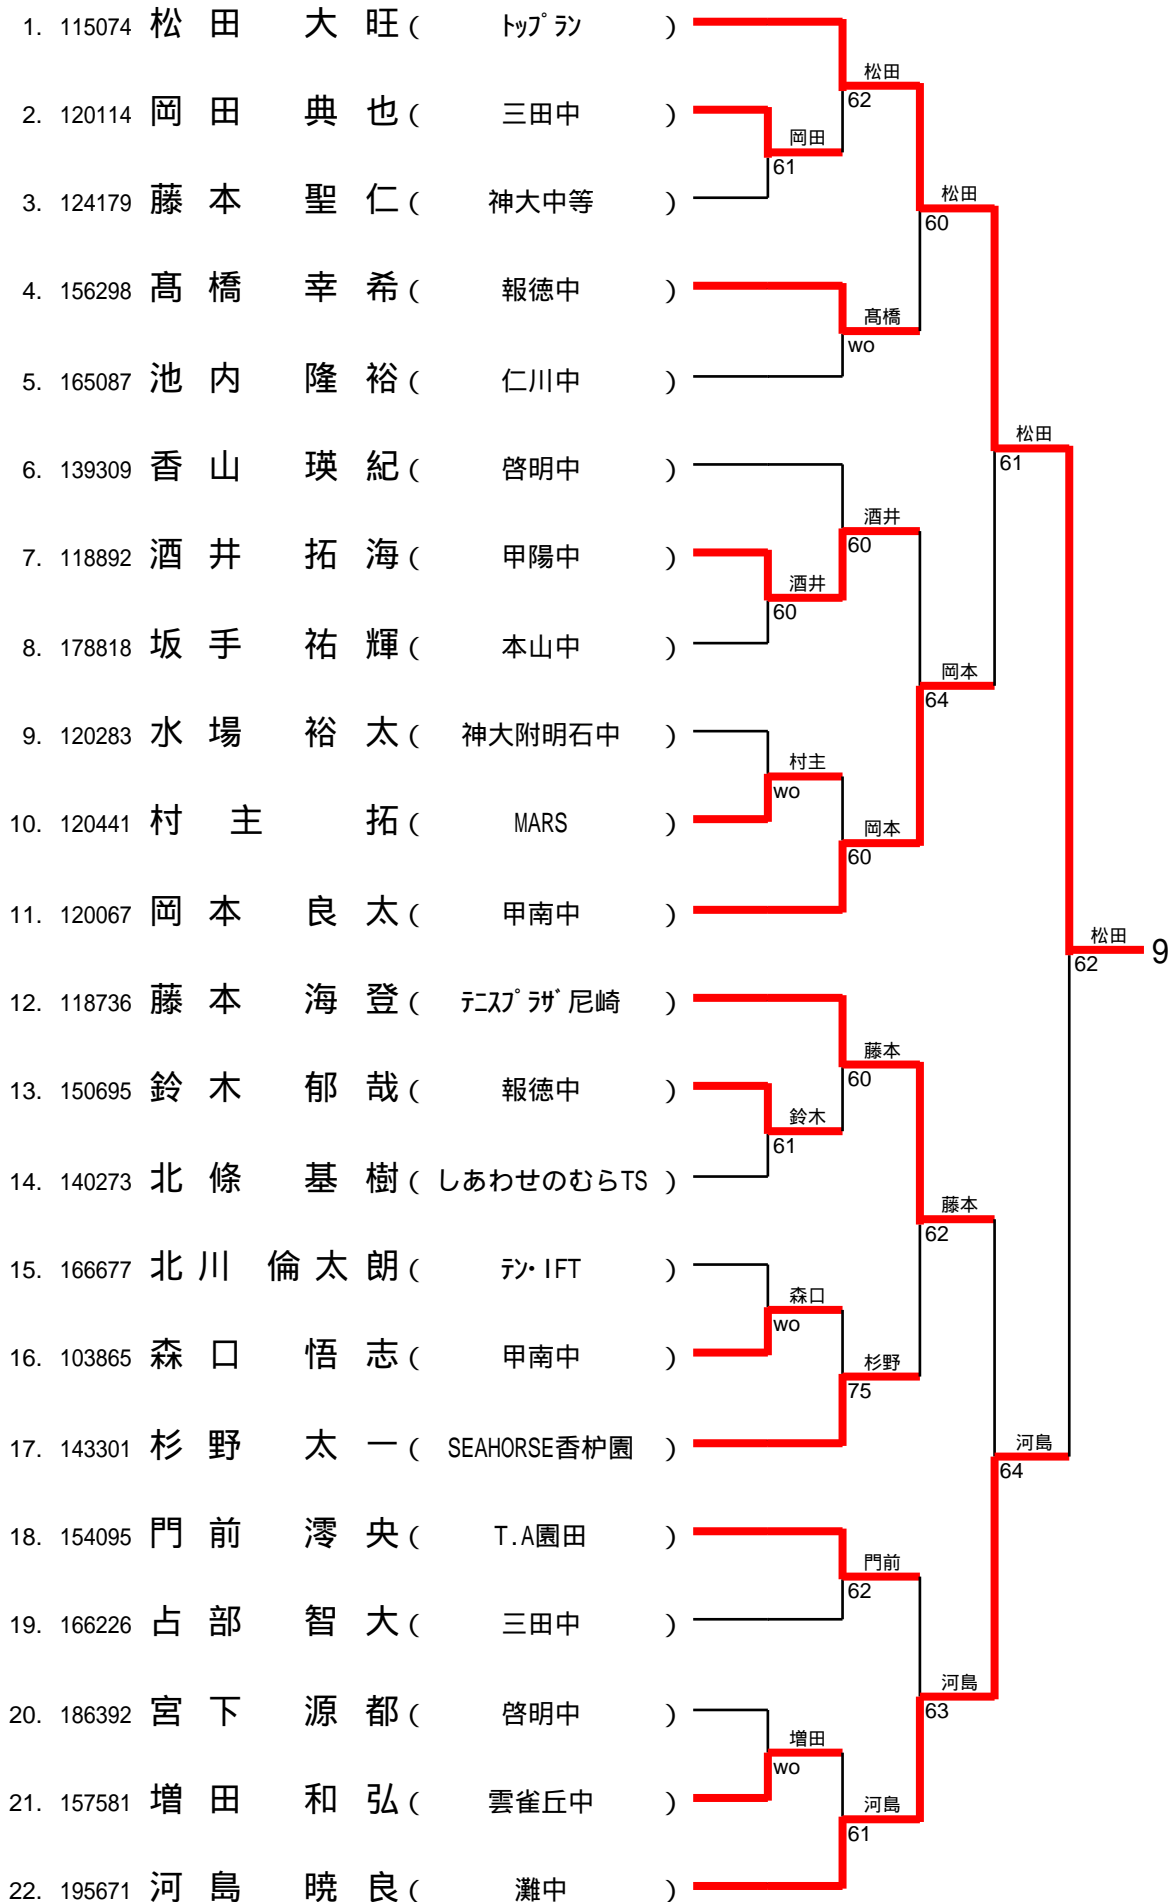 1. 115074 松田 大旺 ( トップラン )
松田
62
2. 120114 岡田 典也 ( 三田中 )
岡田
61
3. 124179 藤本 聖仁 ( 神大中等 )
松田
60
4. 156298 髙橋 幸希 ( 報徳中 )
髙橋
wo
5. 165087 池内 隆裕 ( 仁川中 )
松田
61
6. 139309 香山 瑛紀 ( 啓明中 )
酒井
60
7. 118892 酒井 拓海 ( 甲陽中 )
酒井
60
8. 178818 坂手 祐輝 ( 本山中 )
岡本
64
9. 120283 水場 裕太 ( 神大附明石中 )
村主
wo
10. 120441 村主 拓 ( MARS )
岡本
60
11. 120067 岡本 良太 ( 甲南中 )
松田 9
62
12. 118736 藤本 海登 ( テニスプラザ尼崎 )
藤本
60
13. 150695 鈴木 郁哉 ( 報徳中 )
鈴木
61
14. 140273 北條 基樹 ( しあわせのむらTS )
藤本
62
15. 166677 北川 倫太朗 ( テン・IFT )
森口
wo
16. 103865 森口 悟志 ( 甲南中 )
杉野
75
17. 143301 杉野 太一 ( SEAHORSE香枦園 )
河島
64
18. 154095 門前 澪央 ( T.A園田 )
門前
62
19. 166226 占部 智大 ( 三田中 )
河島
63
20. 186392 宮下 源都 ( 啓明中 )
増田
wo
21. 157581 増田 和弘 ( 雲雀丘中 )
河島
61
22. 195671 河島 暁良 ( 灘中 )